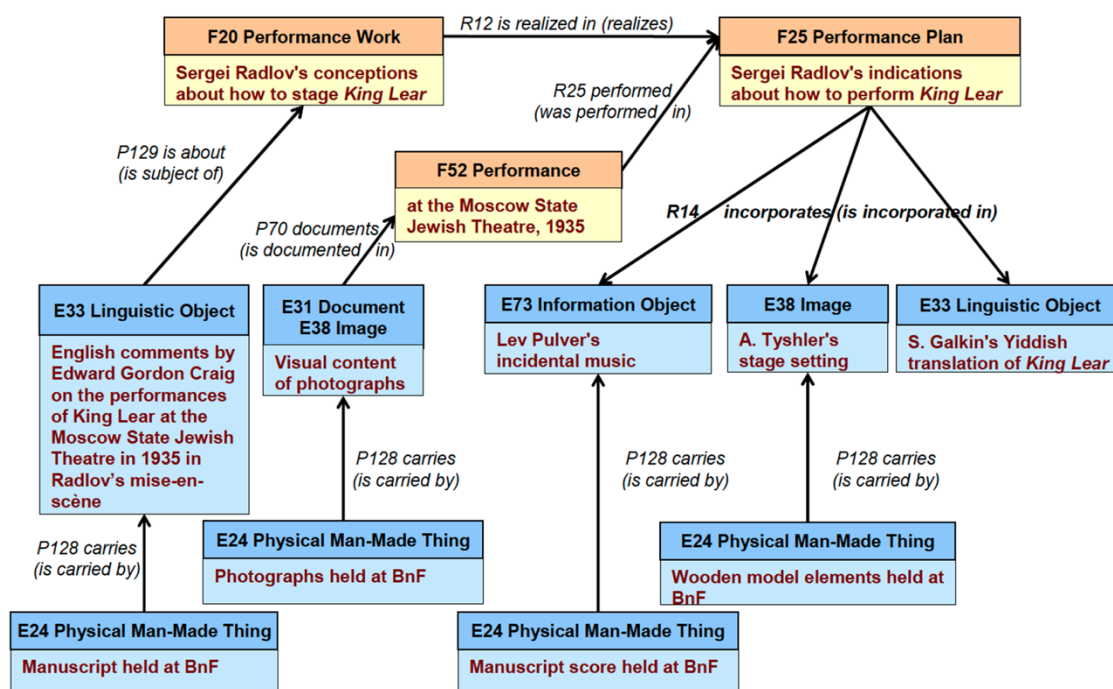 F20 Performance Work
Sergei Radlov's conceptions
about how to stage King Lear
R12 is realized in (realizes)
F25 Performance Plan
Sergei Radlov's indications
about how to perform King Lear
R25 performed
(was performed in)
P129 is about
(is subject of)
F52 Performance
at the Moscow State
Jewish Theatre, 1935
P70 documents
(is documented in)
R14 incorporates (is incorporated in)
E33 Linguistic Object
English comments by
Edward Gordon Craig
on the performances
of King Lear at the
Moscow State Jewish
Theatre in 1935 in
Radlov's mise-en-
scène
E31 Document
E38 Image
Visual content
of photographs
E73 Information Object
Lev Pulver's
incidental music
E38 Image
A. Tyshler's
stage setting
E33 Linguistic Object
S. Galkin's Yiddish
translation of King Lear
P128 carries
(is carried by)
P128 carries
(is carried by)
P128 carries
(is carried by)
P128 carries
(is carried by)
E24 Physical Man-Made Thing
Photographs held at BnF
E24 Physical Man-Made Thing
Wooden model elements held at
BnF
E24 Physical Man-Made Thing
Manuscript held at BnF
E24 Physical Man-Made Thing
Manuscript score held at BnF